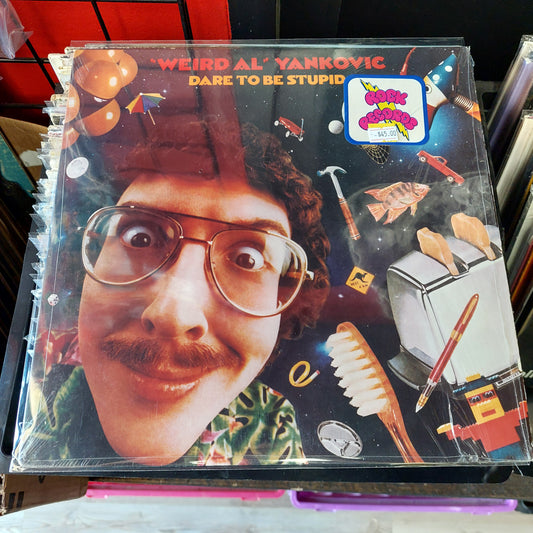 "WEIRD AL" YANKOVIC
DARE TO BE STUPID
ROCK
N
RECORDS
$45.00